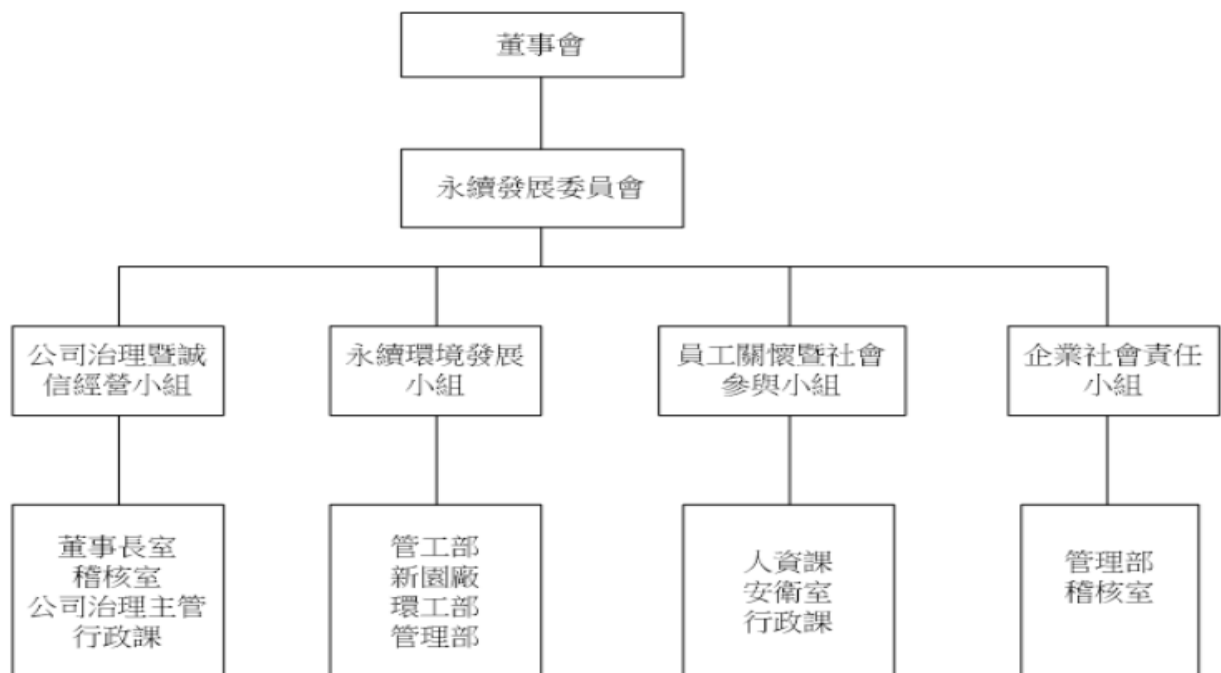 董事會
永續發展委員會
公司治理暨誠
信經營小組
永續環境發展
小組
員工關懷暨社會
參與小組
企業社會責任
小組
董事長室
稽核室
公司治理主管
行政課
管工部
新園廠
環工部
管理部
人資課
安衛室
行政課
管理部
稽核室